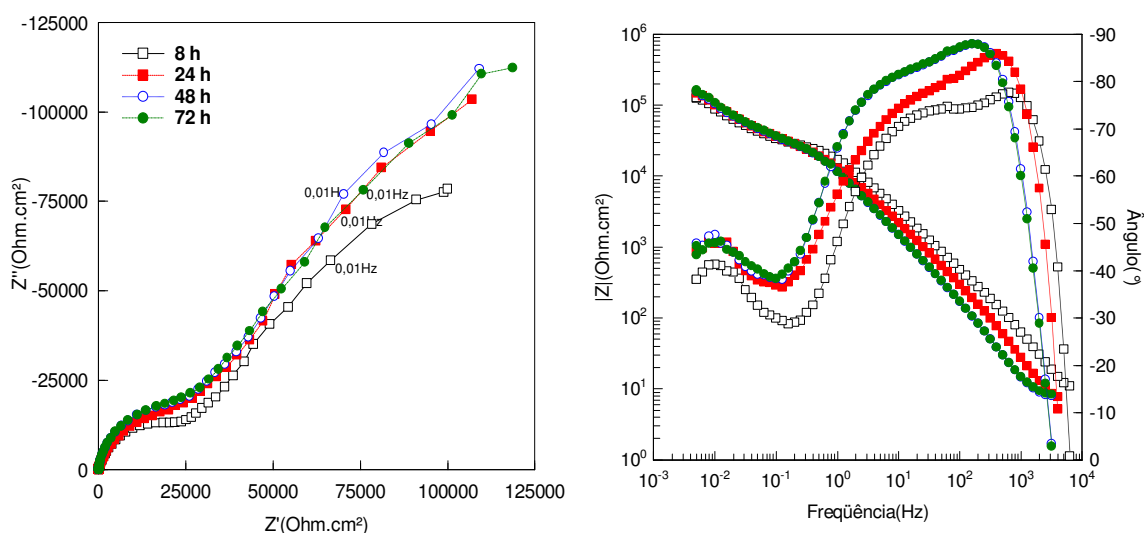 -125000
-100000
-75000
-50000
-25000
0
Z''(Ohm.cm²)
8 h
24 h
48 h
72 h
0,01H
0,01Hz
0,01Hz
0,01Hz
0 25000 50000 75000 100000 125000
Z'(Ohm.cm²)
10⁶
10⁵
10⁴
10³
10²
10¹
10⁰
|Z|(Ohm.cm²)
-90
-80
-70
-60
-50
-40
-30
-20
-10
0
Ângulo(º)
10⁻³ 10⁻² 10⁻¹ 10⁰ 10¹ 10² 10³ 10⁴
Freqüência(Hz)